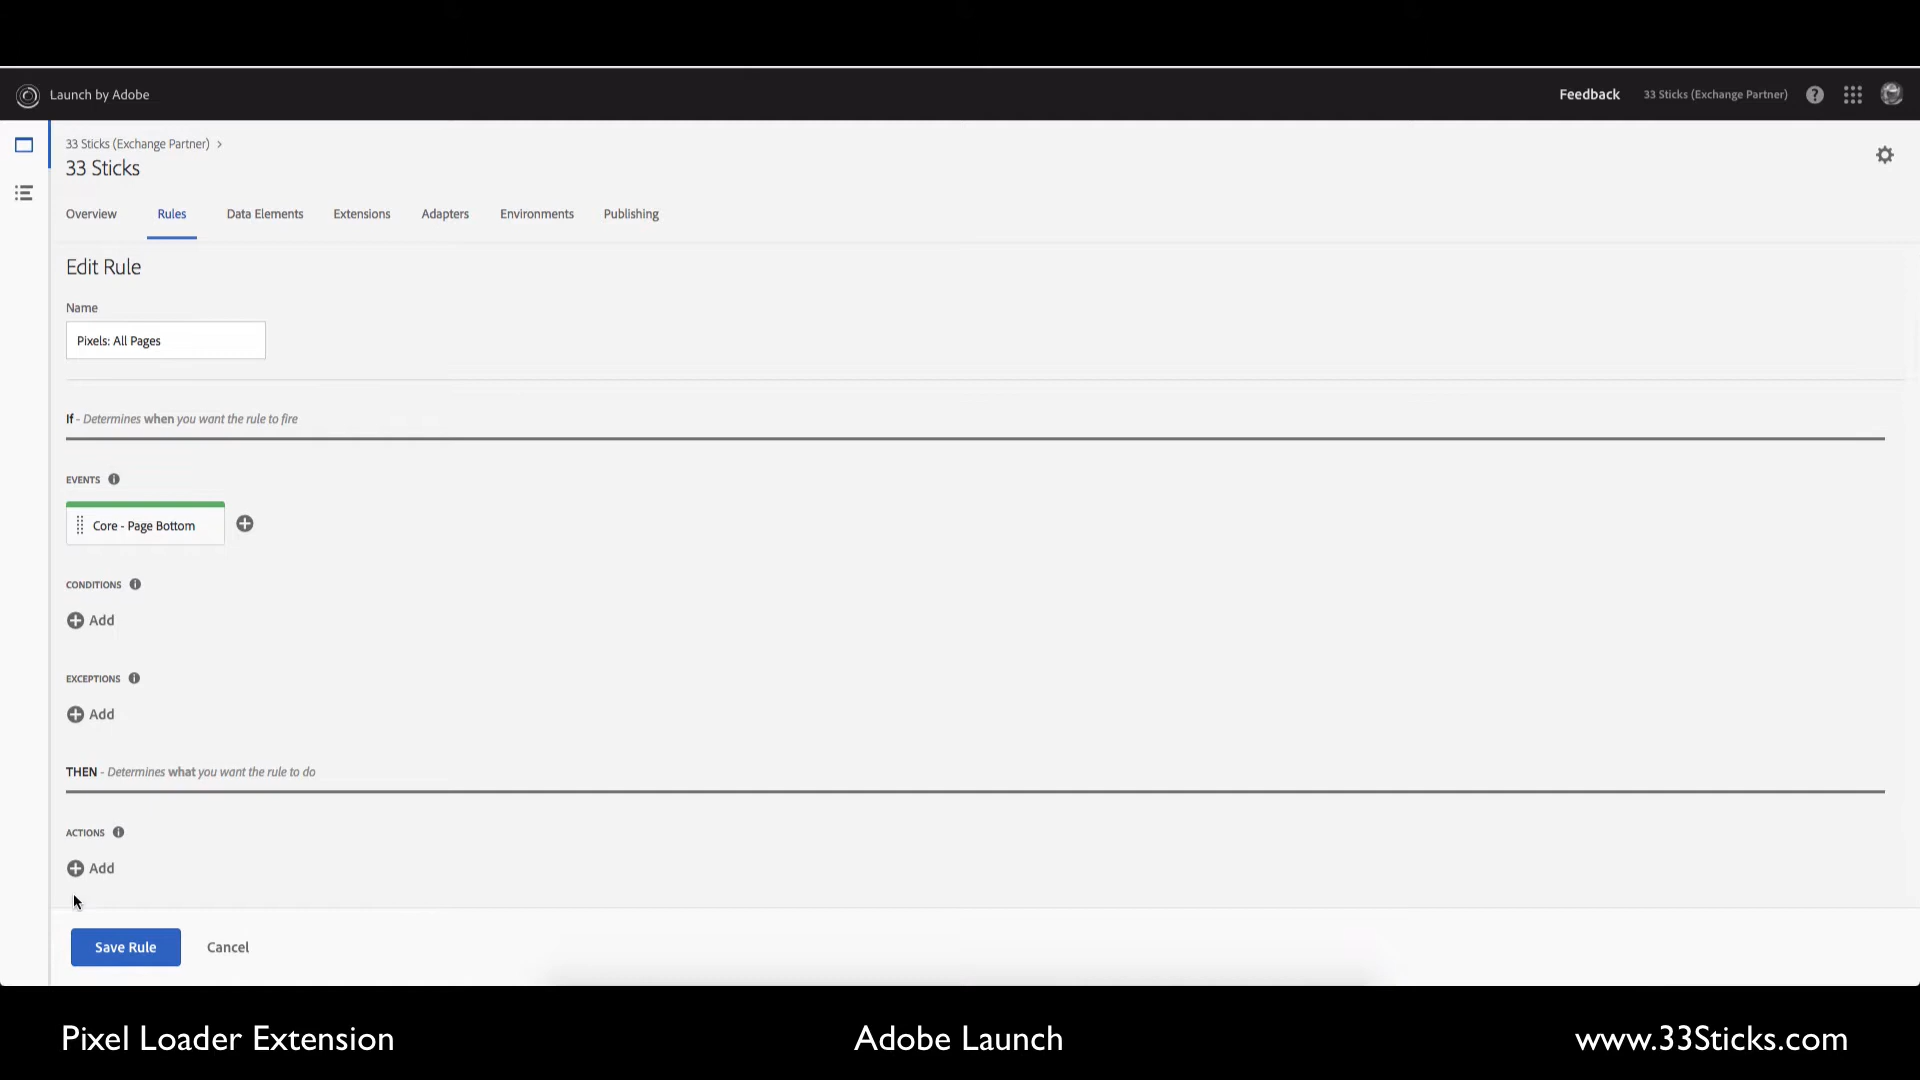 Launch by Adobe
Feedback
33 Sticks (Exchange Partner)
33 Sticks (Exchange Partner) >
33 Sticks
Overview Rules Data Elements Extensions Adapters Environments Publishing
Edit Rule
Name
Pixels: All Pages
If - Determines when you want the rule to fire
EVENTS
Core - Page Bottom
CONDITIONS
Add
EXCEPTIONS
Add
THEN - Determines what you want the rule to do
ACTIONS
Add
Save Rule Cancel
Pixel Loader Extension Adobe Launch www.33Sticks.com